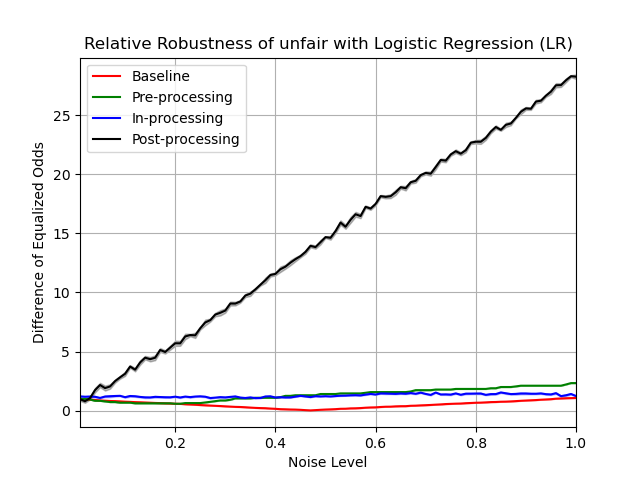 Relative Robustness of unfair with Logistic Regression (LR)
Baseline
Pre-processing
In-processing
Post-processing
Difference of Equalized Odds
25
20
15
10
5
0
0.2
0.4
0.6
0.8
1.0
Noise Level